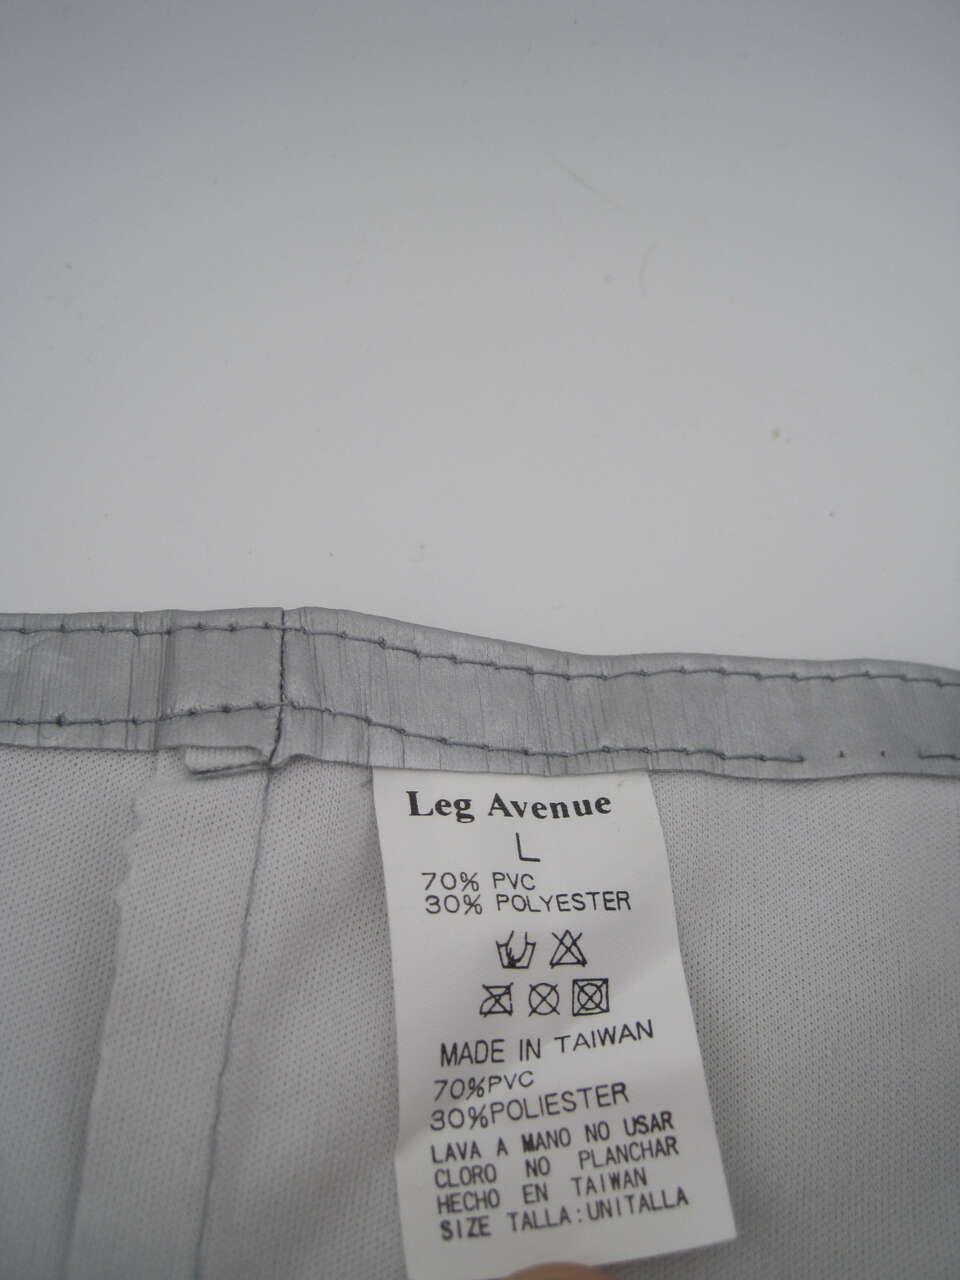 Leg Avenue
L
70% PVC
30% POLYESTER
MADE IN TAIWAN
70%PVC
30%POLIESTER
LAVA A MANO NO USAR
CLORO NO PLANCHAR
HECHO EN TAIWAN
SIZE TALLA:UNITALLA